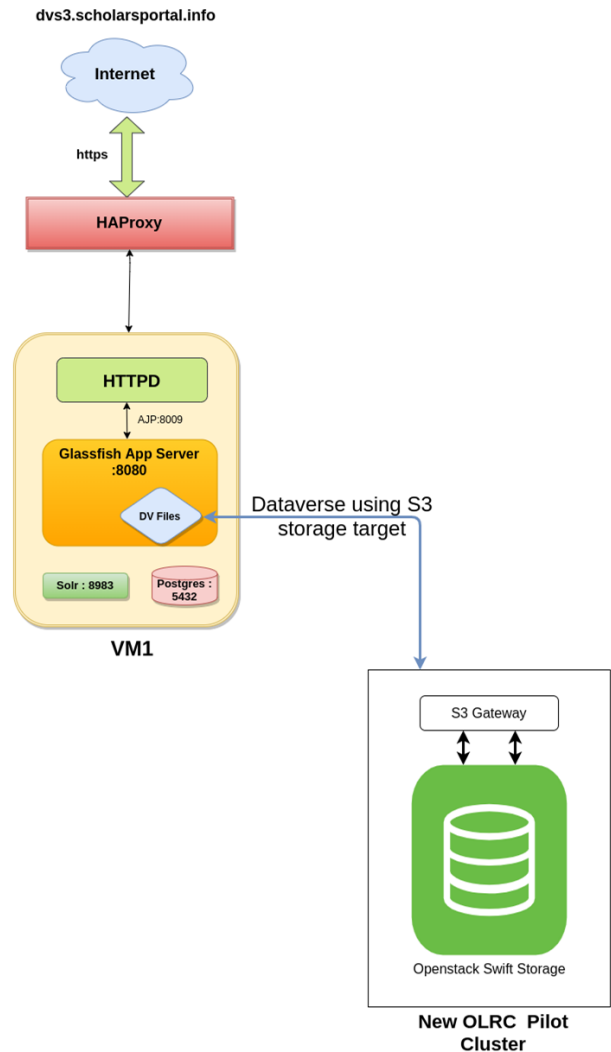 dvs3.scholarsportal.info
Internet
https
HAProxy
HTTPD
AJP:8009
Glassfish App Server
:8080
DV Files
Solr : 8983
Postgres :
5432
VM1
Dataverse using S3
storage target
S3 Gateway
Openstack Swift Storage
New OLRC Pilot
Cluster